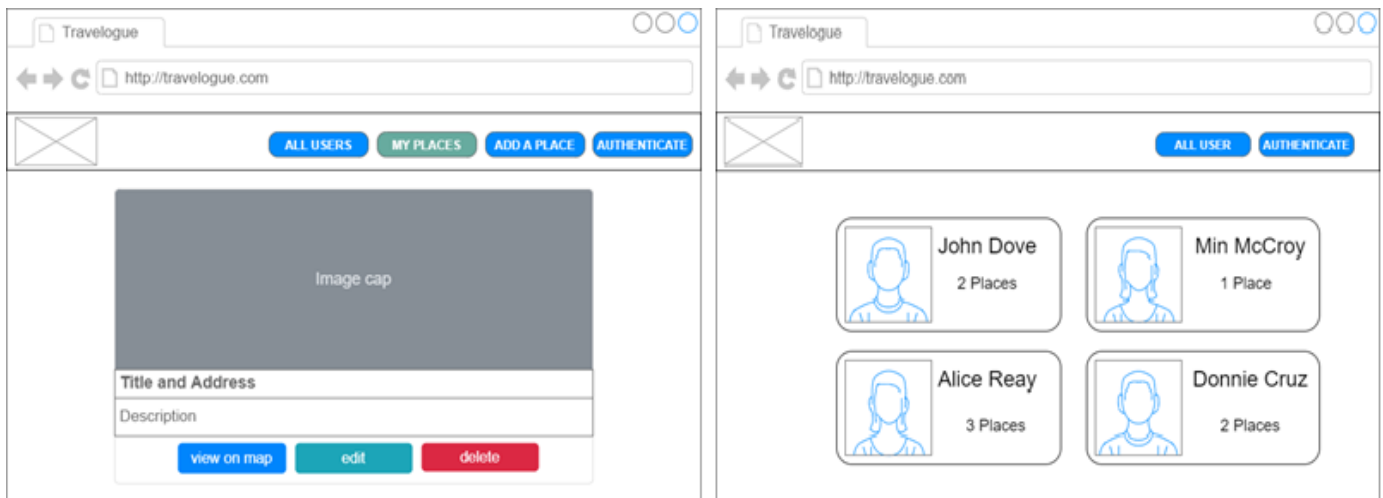 Travelogue
http://travelogue.com
ALL USERS MY PLACES ADD A PLACE AUTHENTICATE
Image cap
Title and Address
Description
view on map edit delete
Travelogue
http://travelogue.com
ALL USER AUTHENTICATE
John Dove
2 Places
Min McCroy
1 Place
Alice Reay
3 Places
Donnie Cruz
2 Places